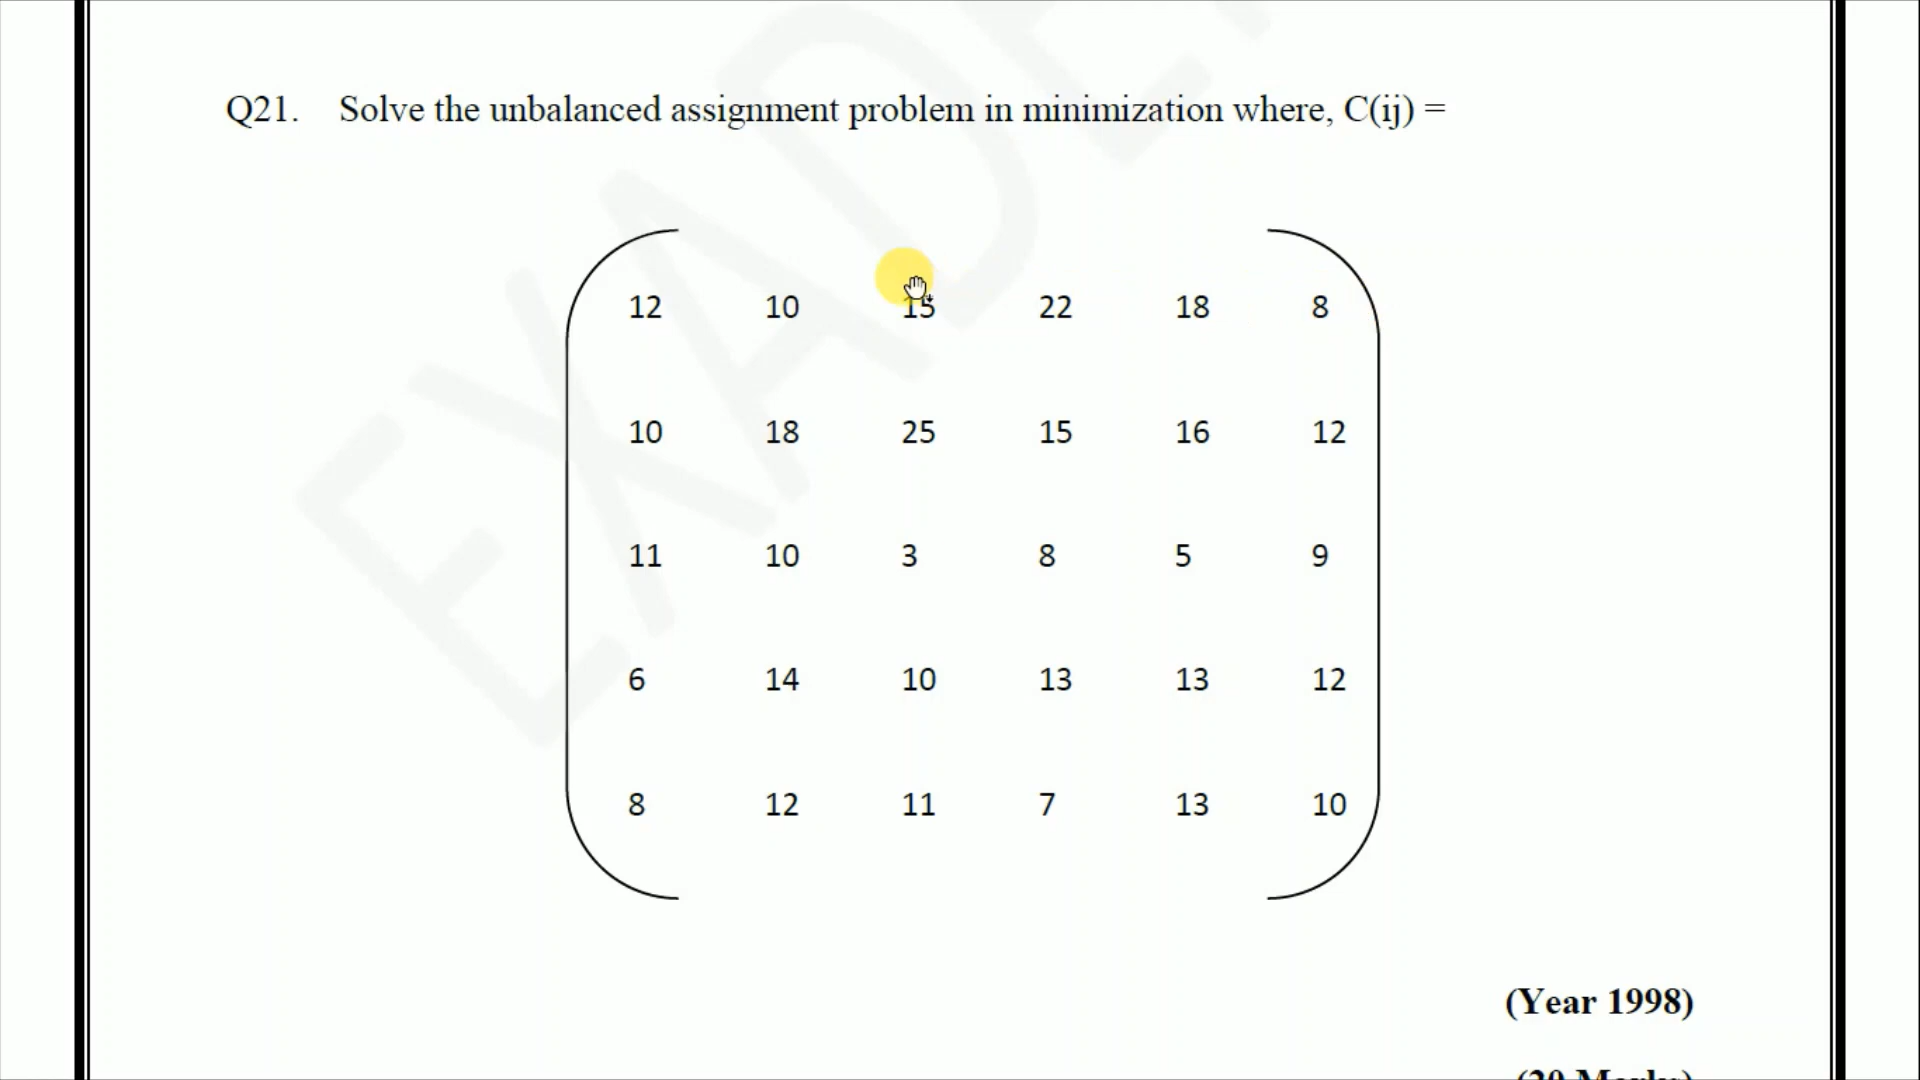 Q21. Solve the unbalanced assignment problem in minimization where, C(ij) =
12 10 15 22 18 8
10 18 25 15 16 12
11 10 3 8 5 9
6 14 10 13 13 12
8 12 11 7 13 10
(Year 1998)
(20 Marks)